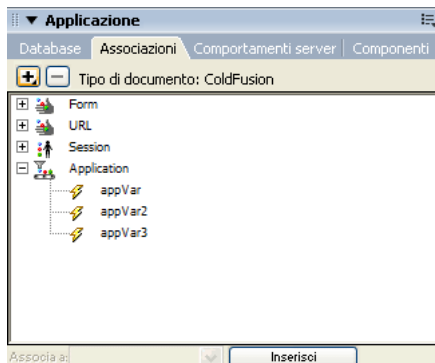 Applicazione
Database Associazioni Comportamenti server Componenti
Tipo di documento: ColdFusion
Form
URL
Session
Application
appVar
appVar2
appVar3
Associa a: Inserisci